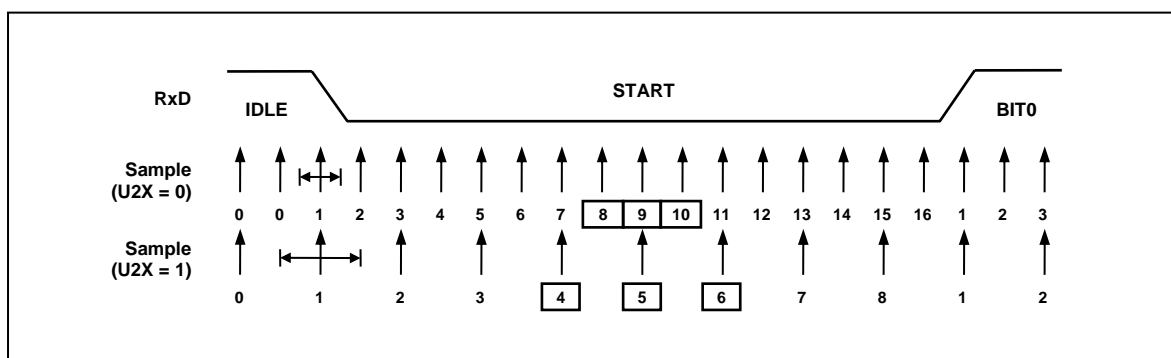 RxD
IDLE
START
BIT0
Sample
(U2X = 0)
0 0 1 2 3 4 5 6 7 8 9 10 11 12 13 14 15 16 1 2 3
Sample
(U2X = 1)
0 1 2 3 4 5 6 7 8 1 2